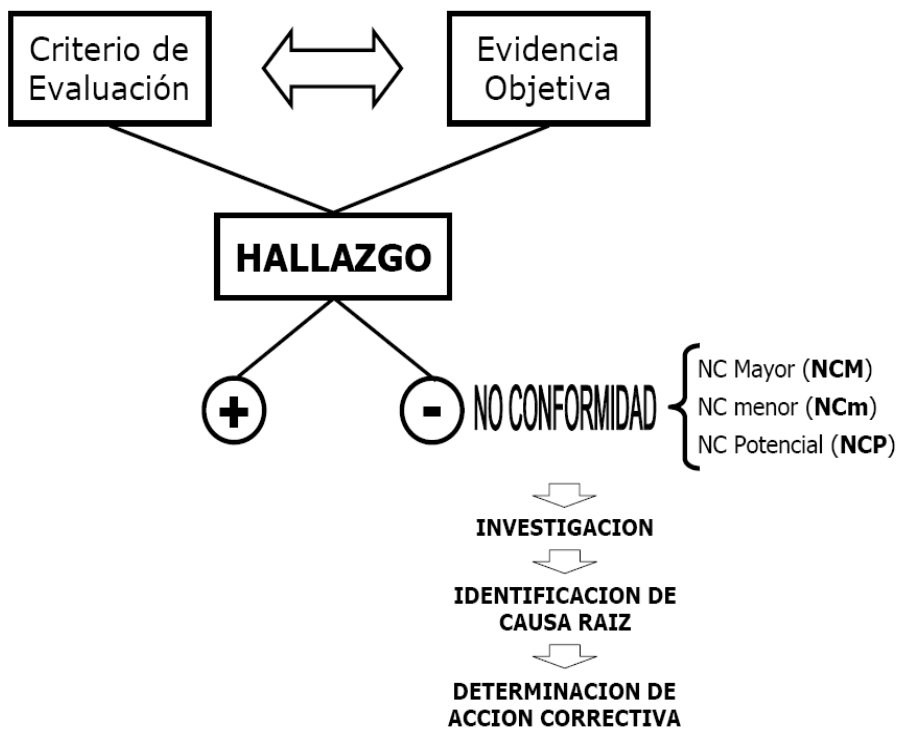 Criterio de
Evaluación
Evidencia
Objetiva
HALLAZGO
+
-
NO CONFORMIDAD
NC Mayor (NCM)
NC menor (NCm)
NC Potencial (NCP)
INVESTIGACION
IDENTIFICACION DE
CAUSA RAIZ
DETERMINACION DE
ACCION CORRECTIVA